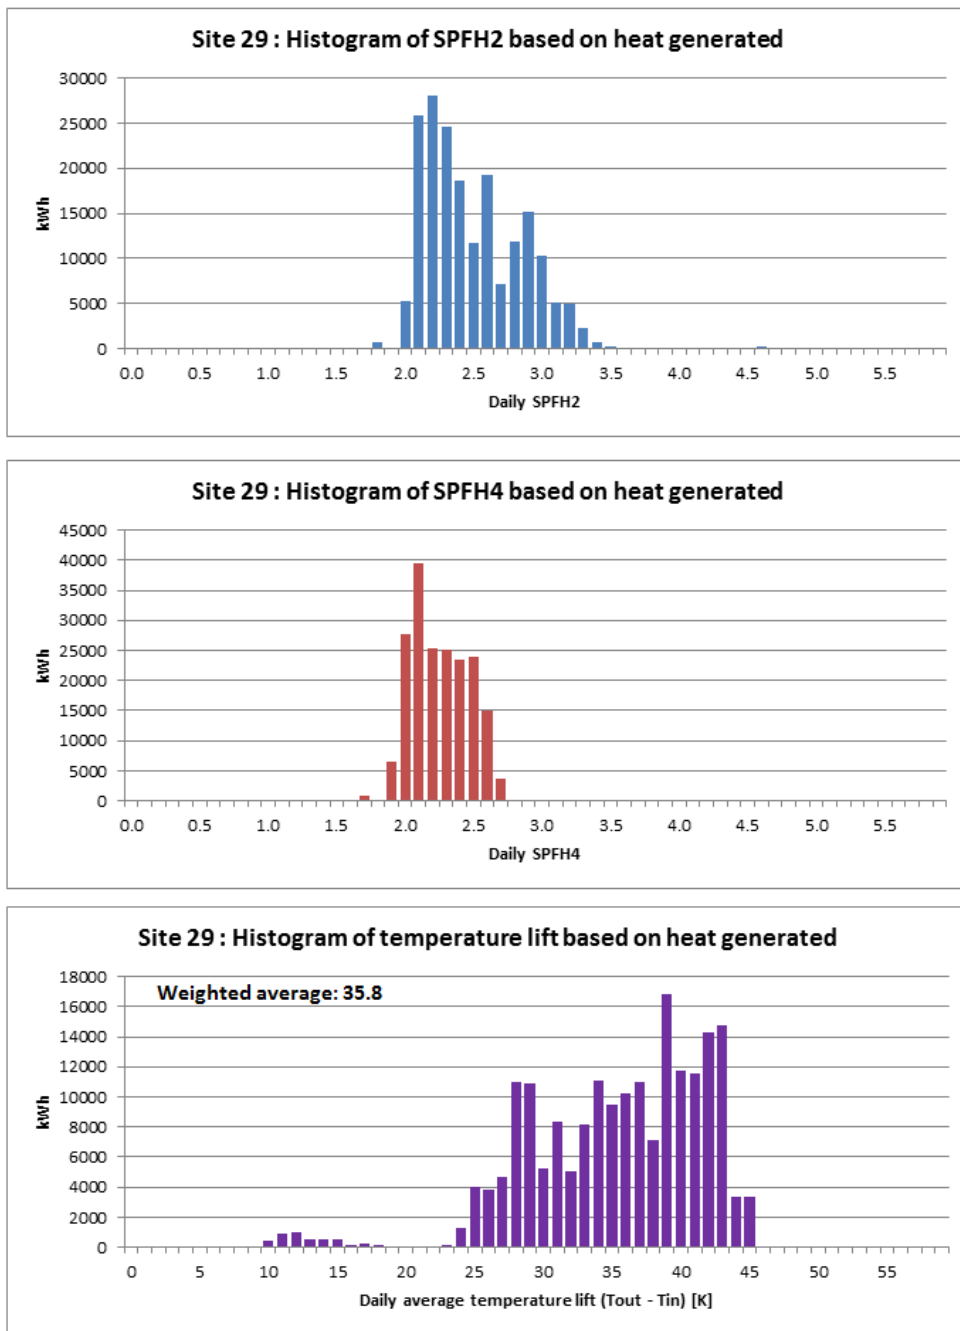 Site 29 : Histogram of SPFH2 based on heat generated
30000
25000
20000
15000
10000
5000
0
kWh
0.0 0.5 1.0 1.5 2.0 2.5 3.0 3.5 4.0 4.5 5.0 5.5
Daily SPFH2
Site 29 : Histogram of SPFH4 based on heat generated
45000
40000
35000
30000
25000
20000
15000
10000
5000
0
kWh
0.0 0.5 1.0 1.5 2.0 2.5 3.0 3.5 4.0 4.5 5.0 5.5
Daily SPFH4
Site 29 : Histogram of temperature lift based on heat generated
Weighted average: 35.8
18000
16000
14000
12000
10000
8000
6000
4000
2000
0
kWh
0 5 10 15 20 25 30 35 40 45 50 55
Daily average temperature lift (Tout - Tin) [K]